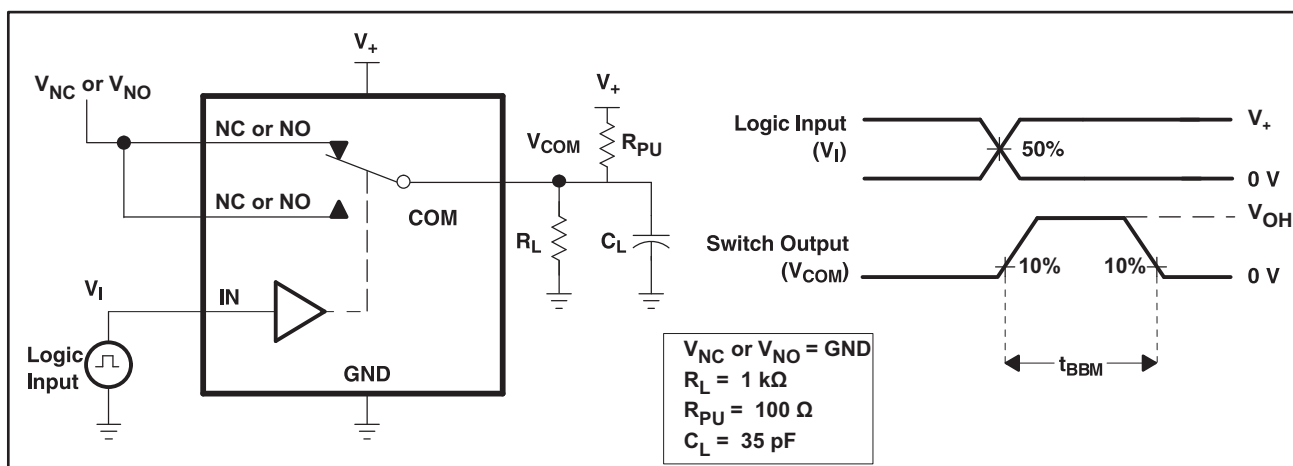 V+
VNC or VNO
NC or NO
NC or NO
COM
VCOM
V+
RPU
RL
CL
VI
IN
Logic
Input
GND
VNC or VNO = GND
RL = 1 kΩ
RPU = 100 Ω
CL = 35 pF
Logic Input
(VI)
50%
V+
0 V
Switch Output
(VCOM)
10%
10%
VOH
0 V
tBBM